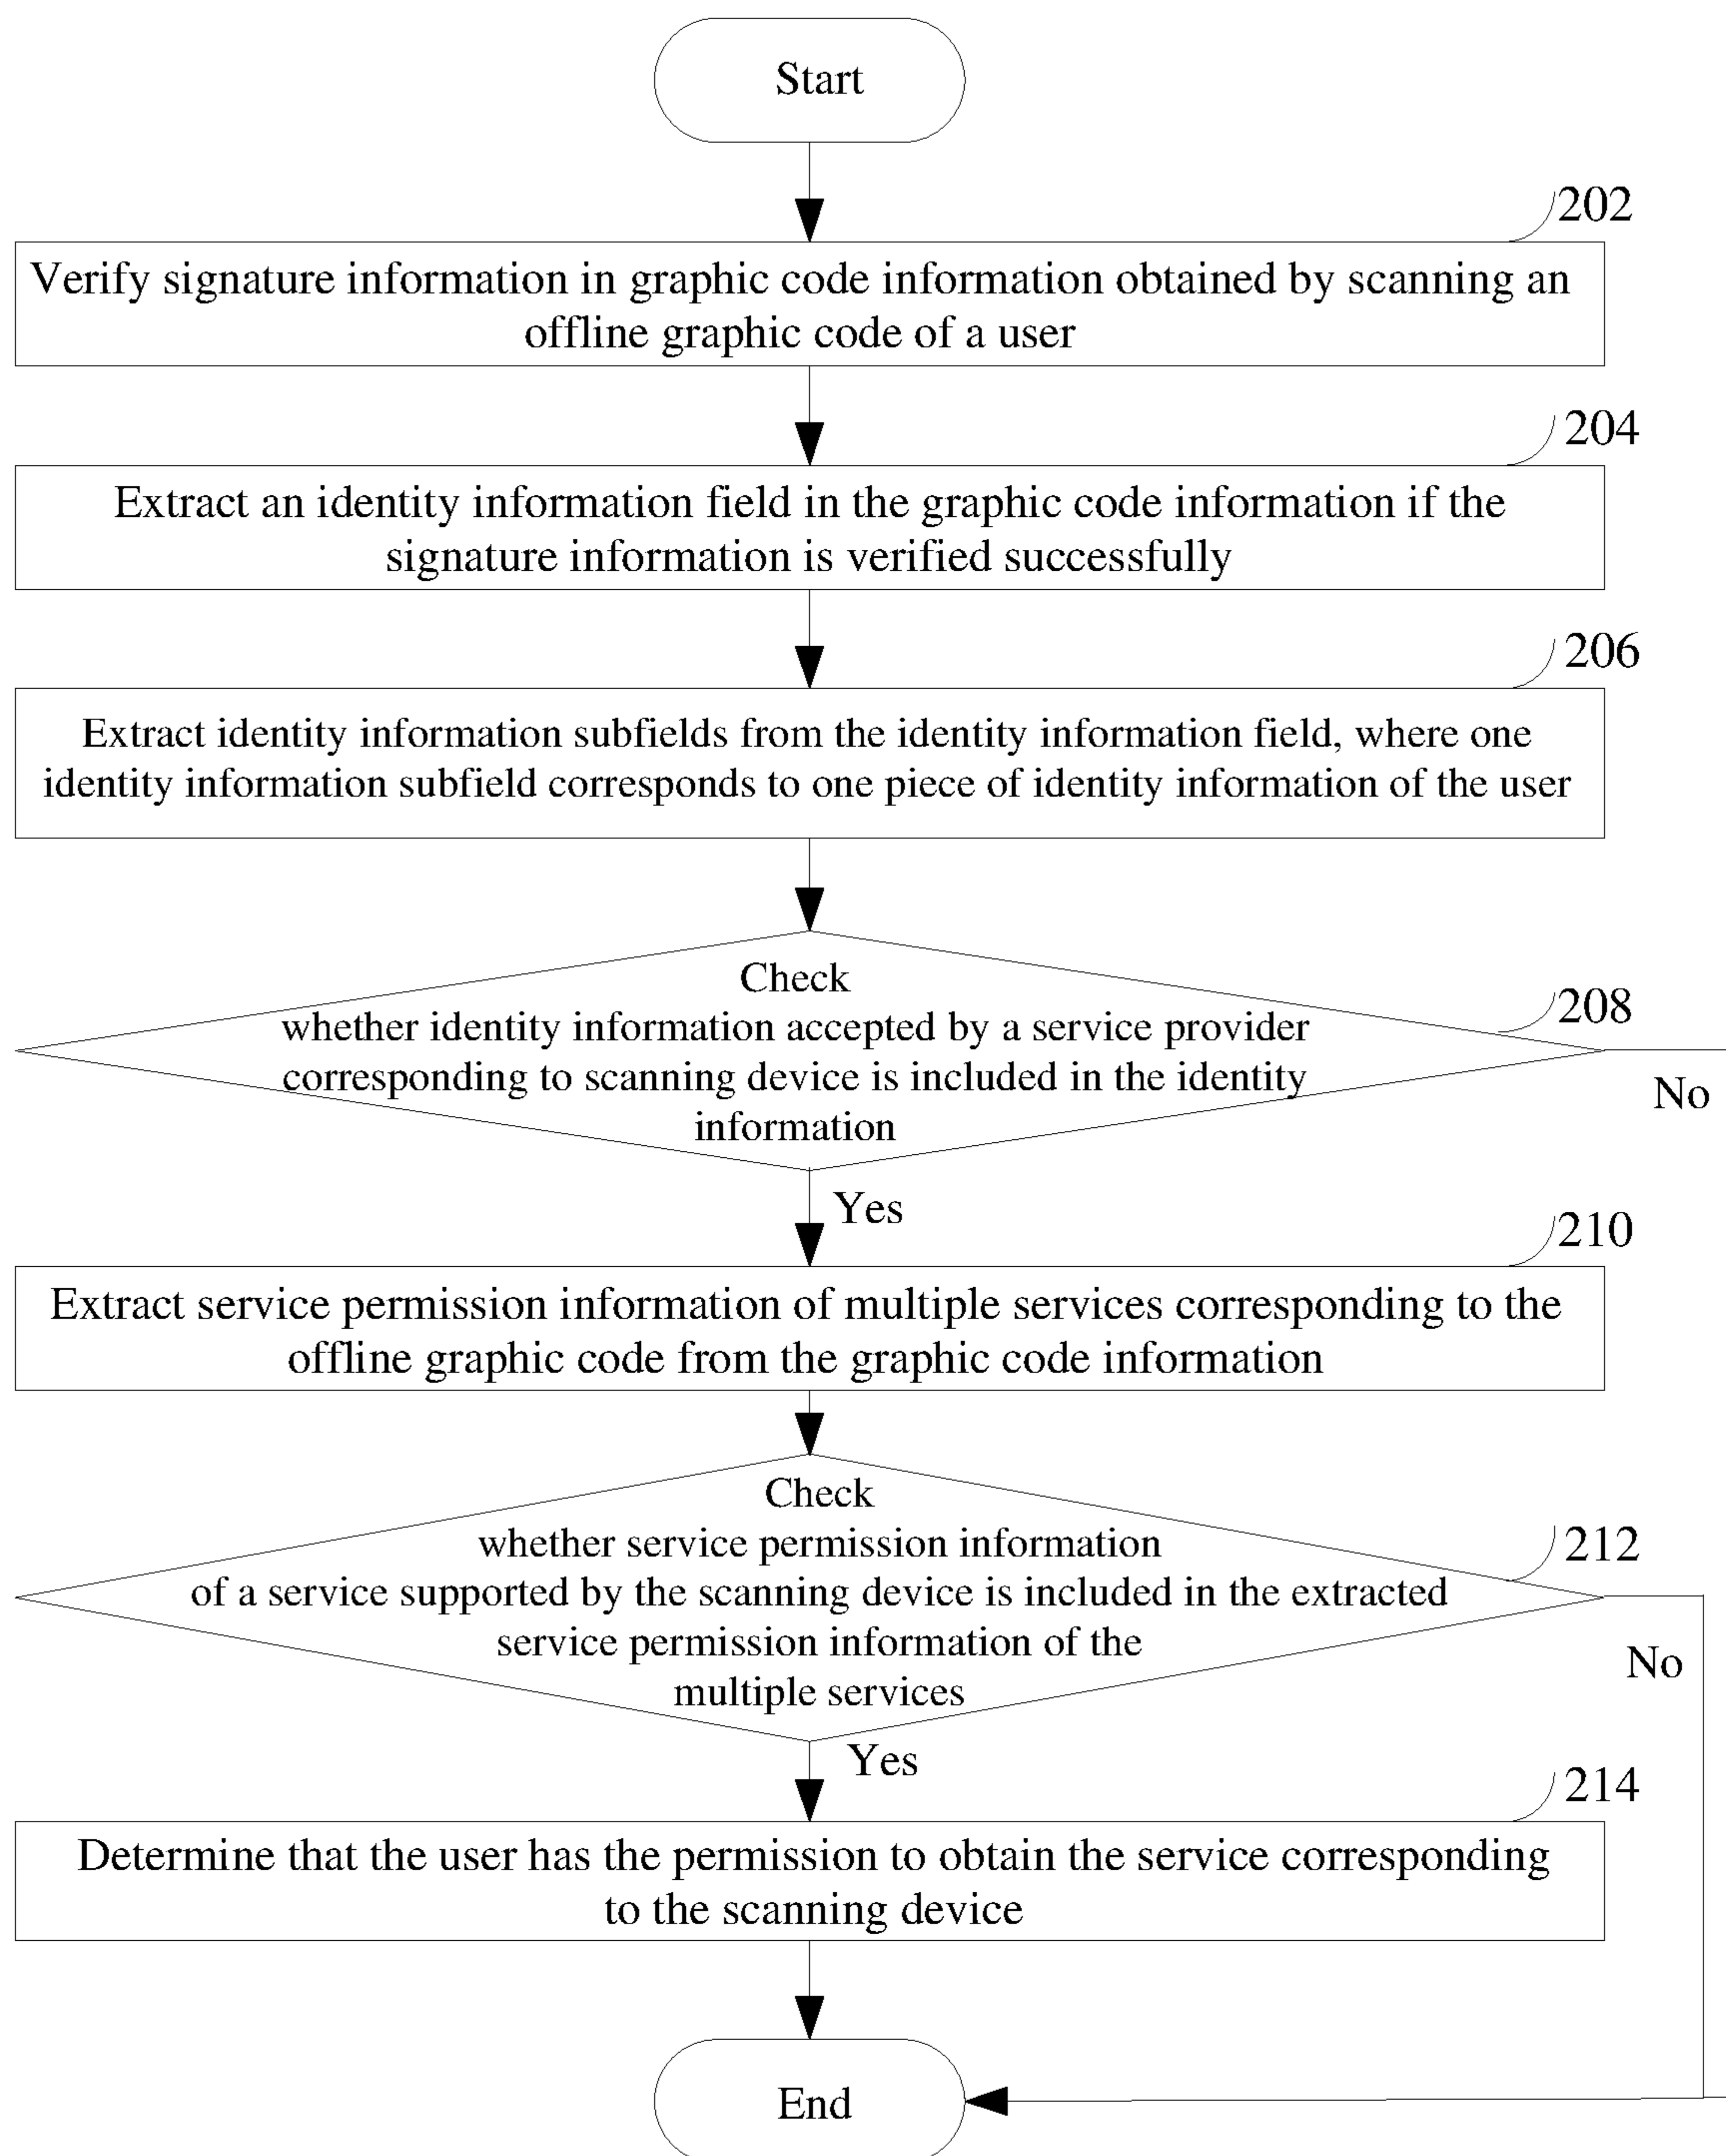 Start
202
Verify signature information in graphic code information obtained by scanning an
offline graphic code of a user
204
Extract an identity information field in the graphic code information if the
signature information is verified successfully
206
Extract identity information subfields from the identity information field, where one
identity information subfield corresponds to one piece of identity information of the user
Check
208
whether identity information accepted by a service provider
corresponding to scanning device is included in the identity
information
No
Yes
210
Extract service permission information of multiple services corresponding to the
offline graphic code from the graphic code information
Check
212
whether service permission information
of a service supported by the scanning device is included in the extracted
service permission information of the
multiple services
No
Yes
214
Determine that the user has the permission to obtain the service corresponding
to the scanning device
End